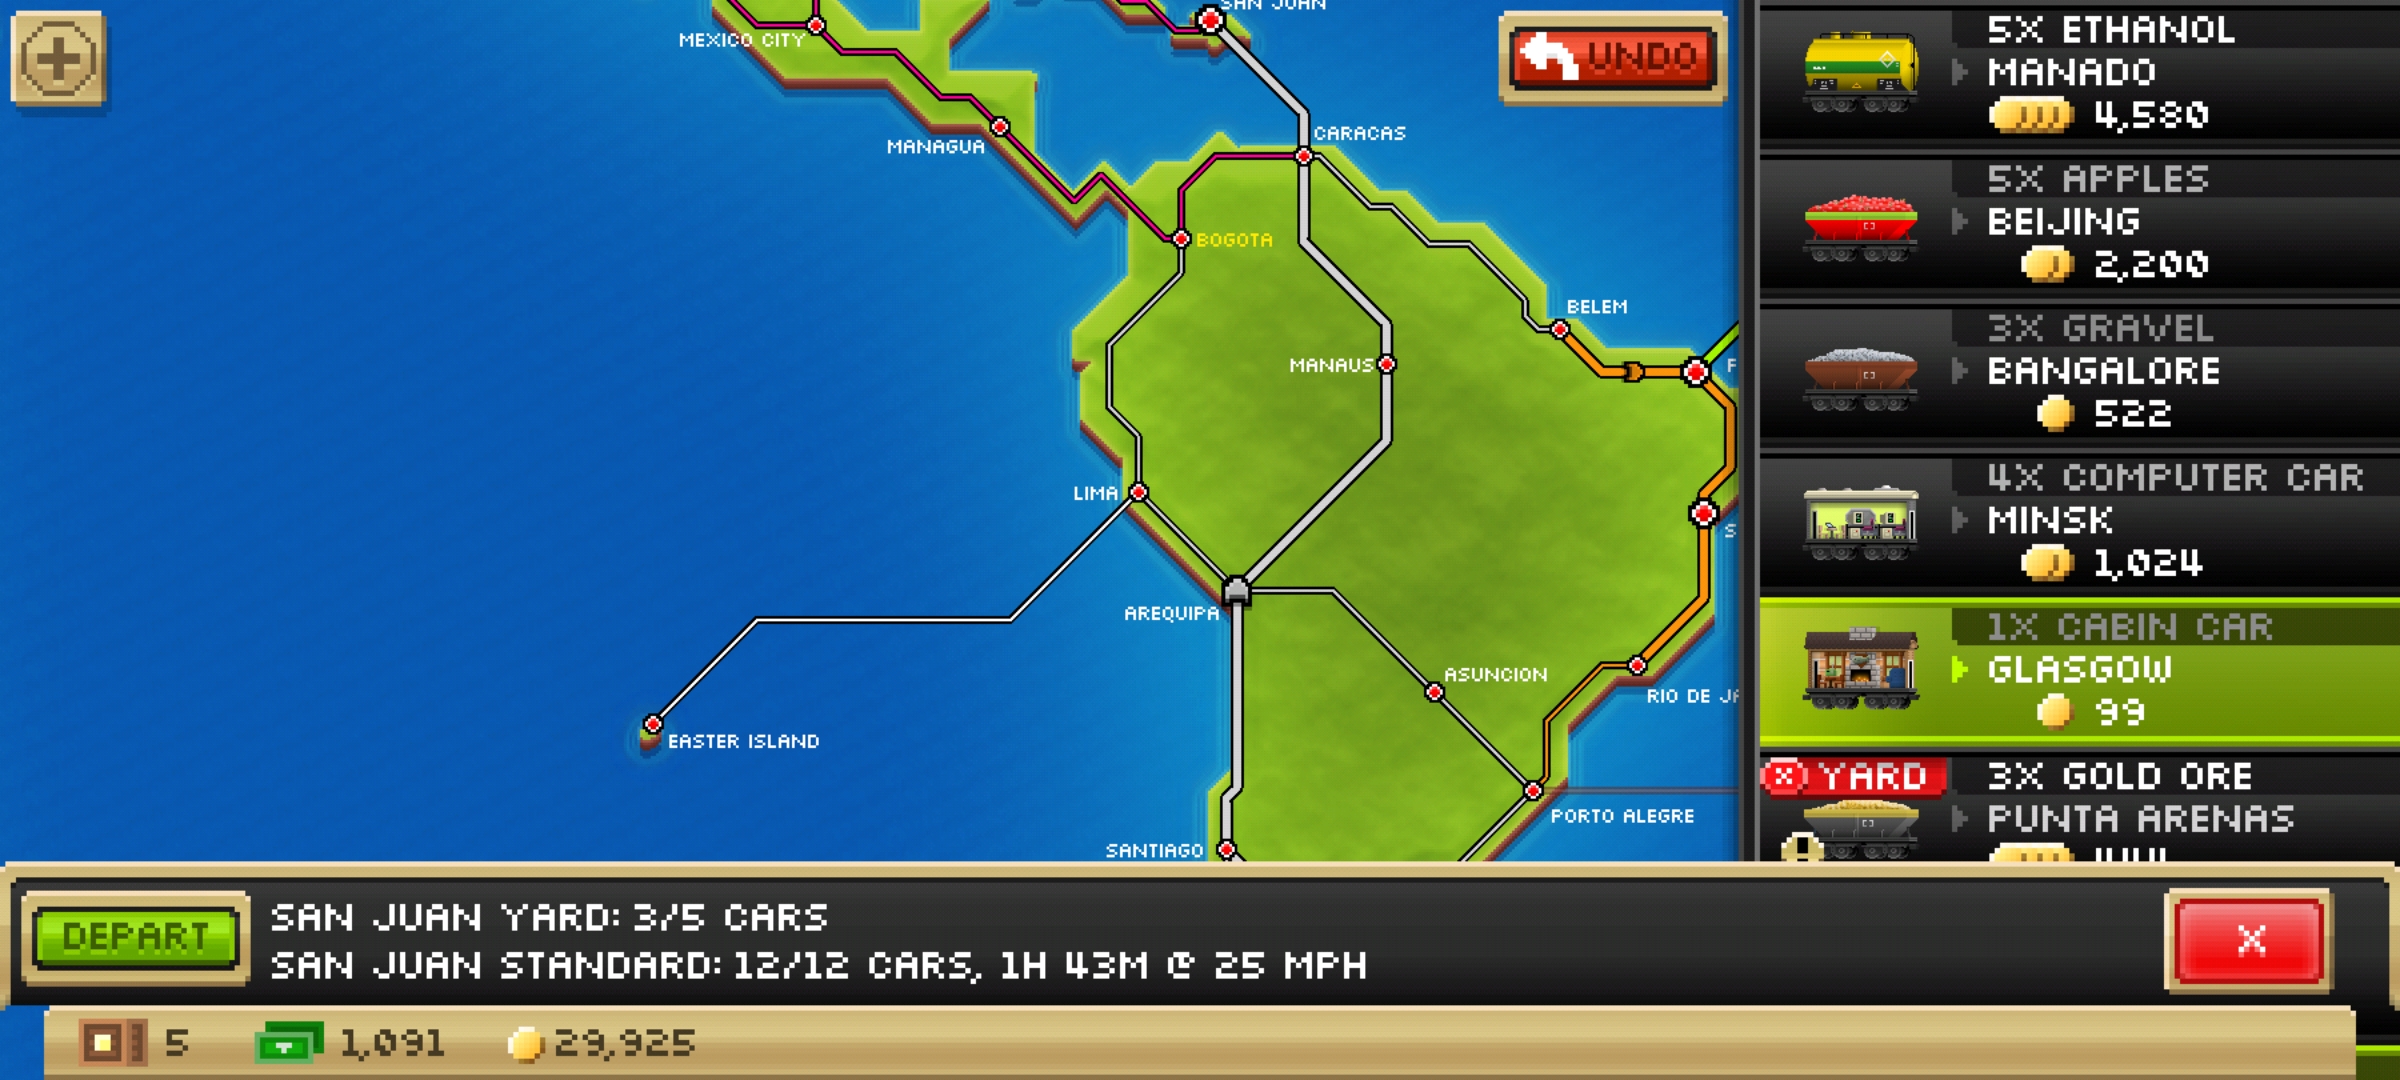 SAN JUAN
MEXICO CITY
UNDO
CARACAS
MANAGUA
BOGOTA
BELEM
MANAUS
LIMA
AREQUIPA
ASUNCION
RIO DE JA
EASTER ISLAND
PORTO ALEGRE
SANTIAGO
5X ETHANOL
MANADO
4,580
5X APPLES
BEIJING
2,200
3X GRAVEL
BANGALORE
522
4X COMPUTER CAR
MINSK
1,024
1X CABIN CAR
GLASGOW
99
X YARD
3X GOLD ORE
PUNTA ARENAS
DEPART
SAN JUAN YARD: 3/5 CARS
SAN JUAN STANDARD: 12/12 CARS, 1H 43M @ 25 MPH
X
5
1,091
29,925